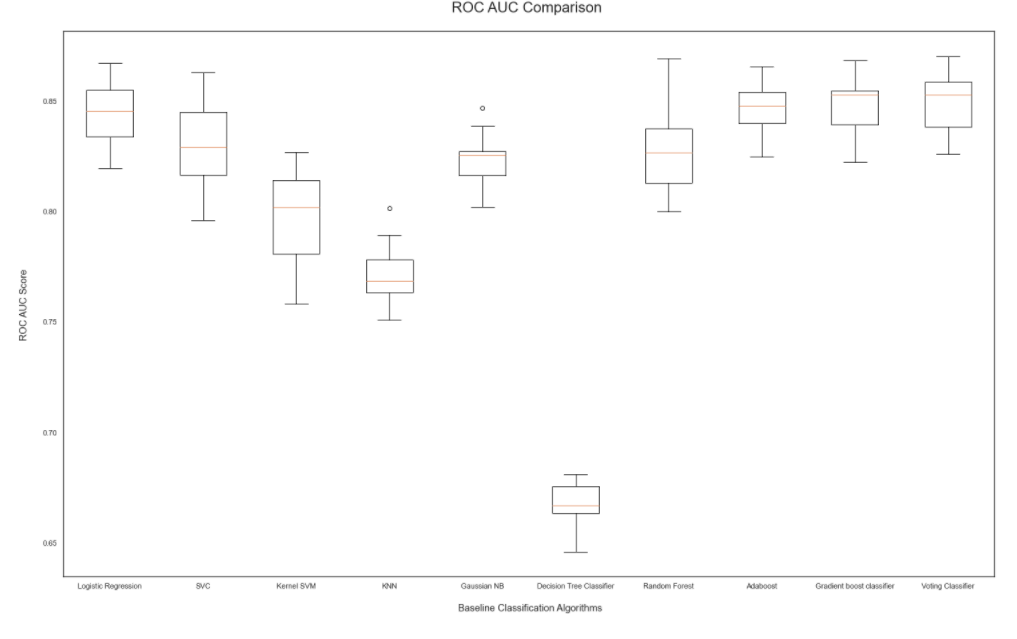 ROC AUC Comparison
ROC AUC Score
0.85
0.80
0.75
0.70
0.65
Logistic Regression SVC Kernel SVM KNN Gaussian NB Decision Tree Classifier Random Forest Adaboost Gradient boost classifier Voting Classifier
Baseline Classification Algorithms